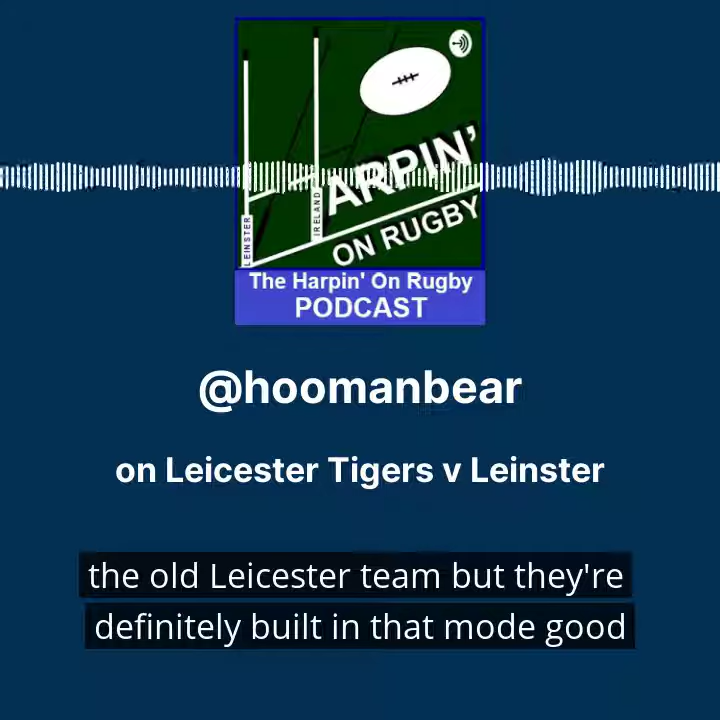 LEINSTER
IRELAND
ARPIN'
ON RUGBY
The Harpin' On Rugby
PODCAST
@hoomanbear
on Leicester Tigers v Leinster
the old Leicester team but they're
definitely built in that mode good